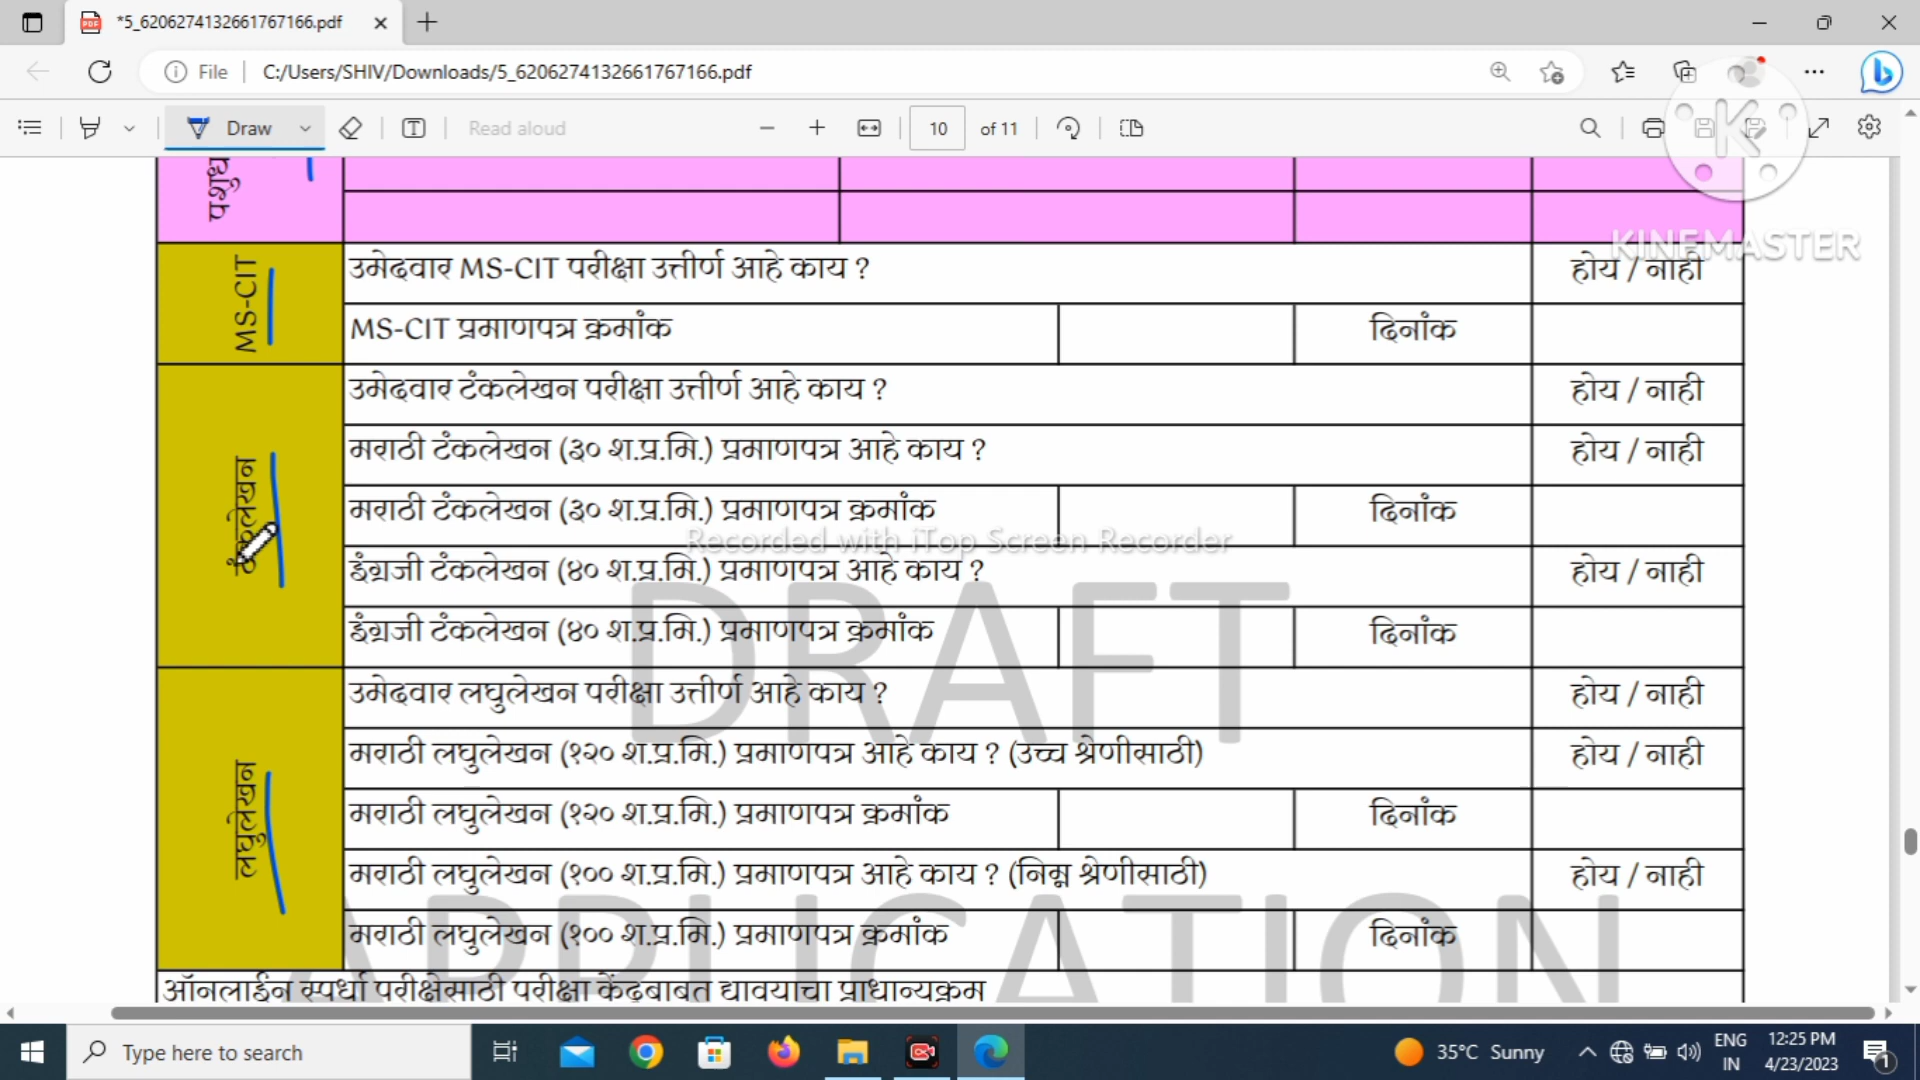 *5_6206274132661767166.pdf
File
C:/Users/SHIV/Downloads/5_6206274132661767166.pdf
Draw
Read aloud
10 of 11
KINEMASTER
MS-CIT
उमेदवार MS-CIT परीक्षा उत्तीर्ण आहे काय ? होय / नाही
MS-CIT प्रमाणपत्र क्रमांक दिनांक
टंकलेखन
उमेदवार टंकलेखन परीक्षा उत्तीर्ण आहे काय ? होय / नाही
मराठी टंकलेखन (३० श.प्र.मि.) प्रमाणपत्र आहे काय ? होय / नाही
मराठी टंकलेखन (३० श.प्र.मि.) प्रमाणपत्र क्रमांक दिनांक
Recorded with iTop Screen Recorder
इंग्रजी टंकलेखन (४० श.प्र.मि.) प्रमाणपत्र आहे काय ? होय / नाही
इंग्रजी टंकलेखन (४० श.प्र.मि.) प्रमाणपत्र क्रमांक दिनांक
DRAFT
लघुलेखन
उमेदवार लघुलेखन परीक्षा उत्तीर्ण आहे काय ? होय / नाही
मराठी लघुलेखन (१२० श.प्र.मि.) प्रमाणपत्र आहे काय ? (उच्च श्रेणीसाठी) होय / नाही
मराठी लघुलेखन (१२० श.प्र.मि.) प्रमाणपत्र क्रमांक दिनांक
मराठी लघुलेखन (१०० श.प्र.मि.) प्रमाणपत्र आहे काय ? (निम्न श्रेणीसाठी) होय / नाही
मराठी लघुलेखन (१०० श.प्र.मि.) प्रमाणपत्र क्रमांक दिनांक
APPLICATION
ऑनलाईन स्पर्धा परीक्षेसाठी परीक्षा केंद्राबाबत द्यावयाचा प्राधान्यक्रम
Type here to search
35°C Sunny
ENG
IN
12:25 PM
4/23/2023
1